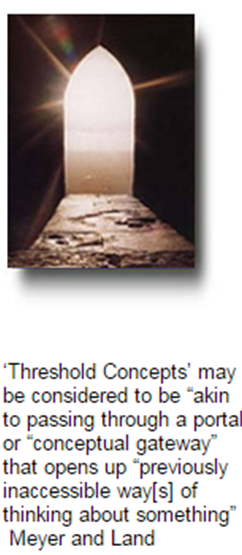 ‘Threshold Concepts’ may
be considered to be “akin
to passing through a portal
or “conceptual gateway”
that opens up “previously
inaccessible way[s] of
thinking about something”
Meyer and Land